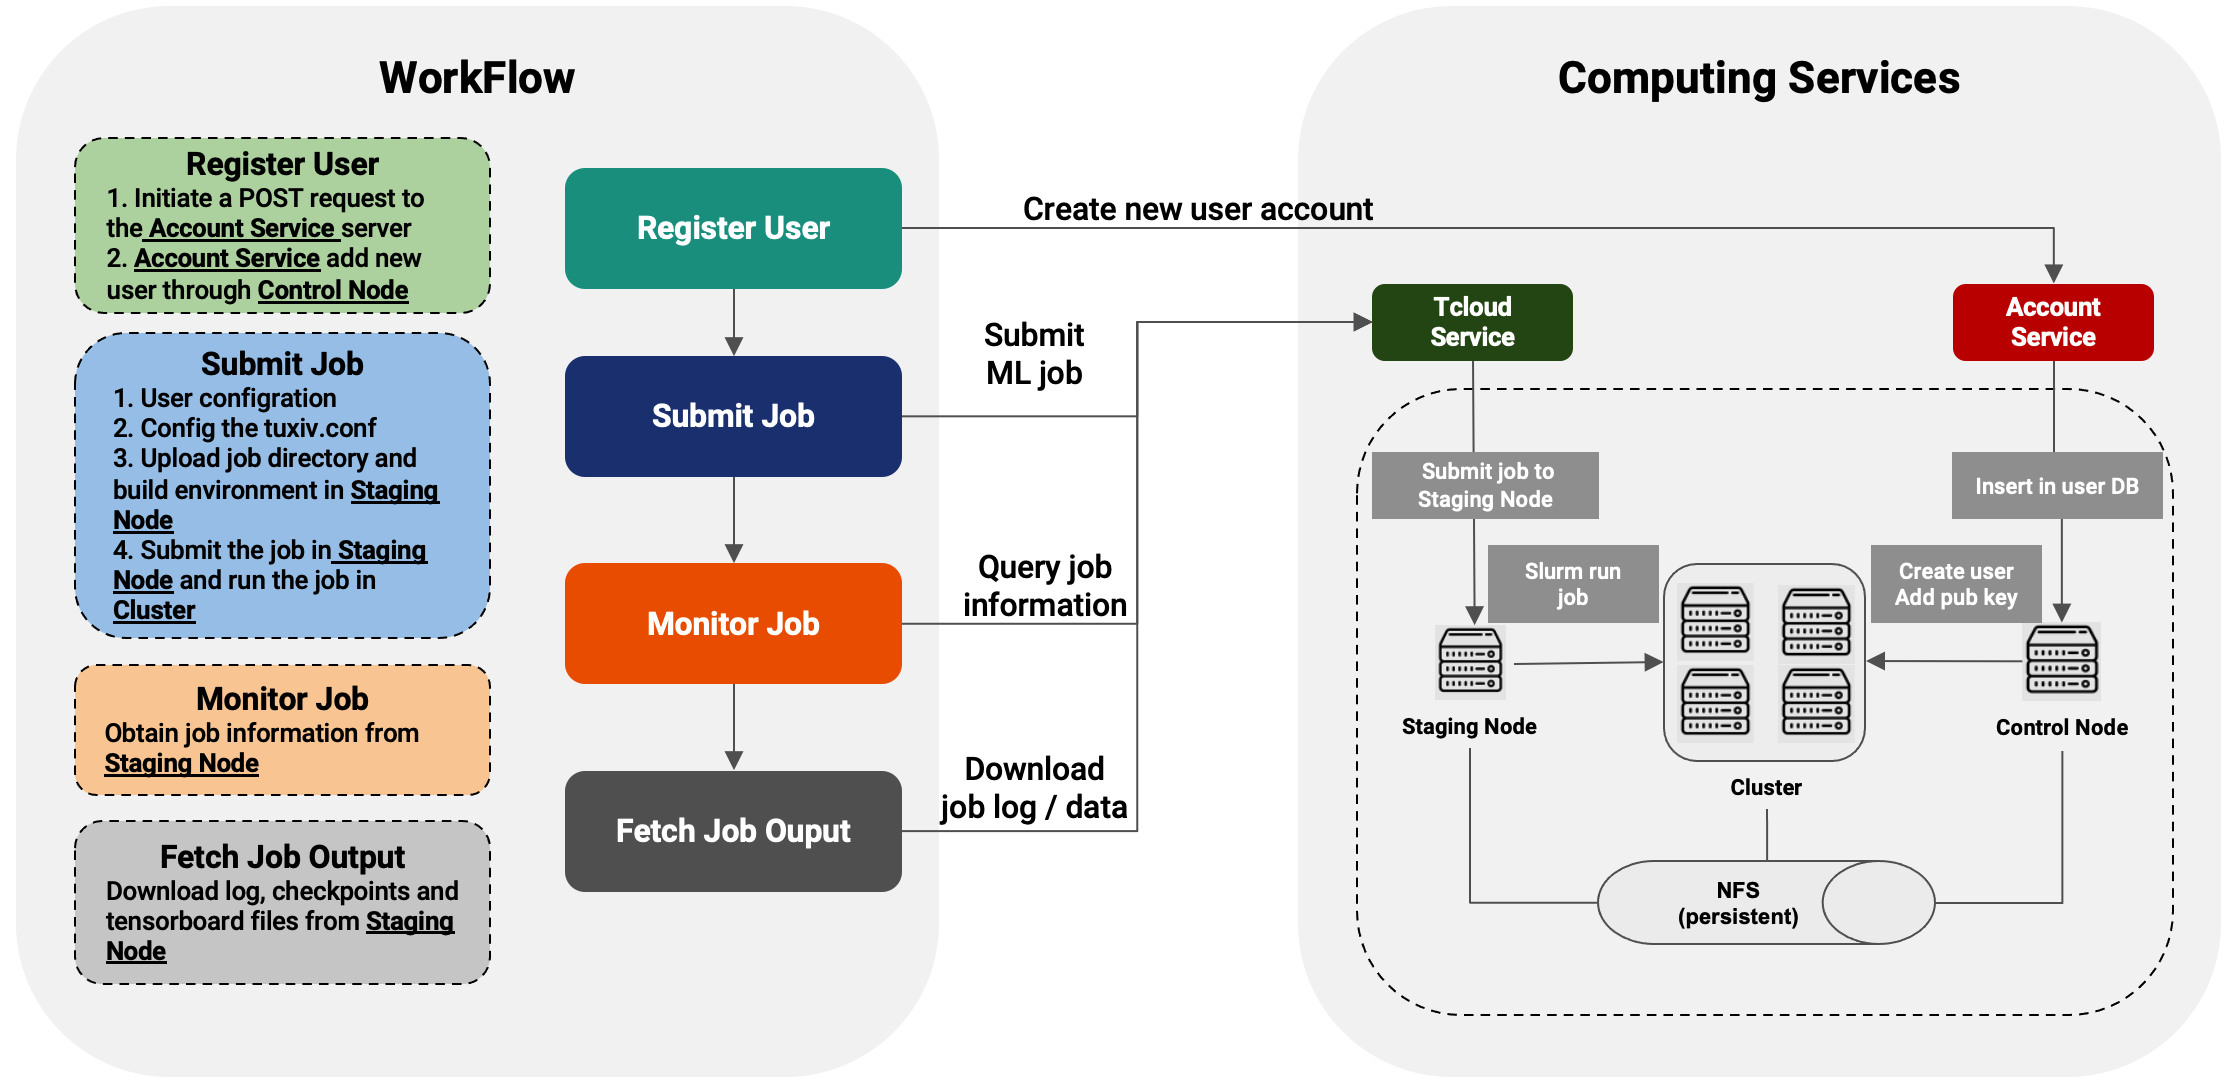 WorkFlow
Register User
1. Initiate a POST request to
the Account Service server
2. Account Service add new
user through Control Node
Submit Job
1. User configration
2. Config the tuxiv.conf
3. Upload job directory and
build environment in Staging
Node
4. Submit the job in Staging
Node and run the job in
Cluster
Monitor Job
Obtain job information from
Staging Node
Fetch Job Output
Download log, checkpoints and
tensorboard files from Staging
Node
Register User
Submit Job
Monitor Job
Fetch Job Ouput
Create new user account
Submit
ML job
Query job
information
Download
job log / data
Computing Services
Tcloud
Service
Account
Service
Submit job to
Staging Node
Insert in user DB
Slurm run
job
Create user
Add pub key
Staging Node
Cluster
Control Node
NFS
(persistent)